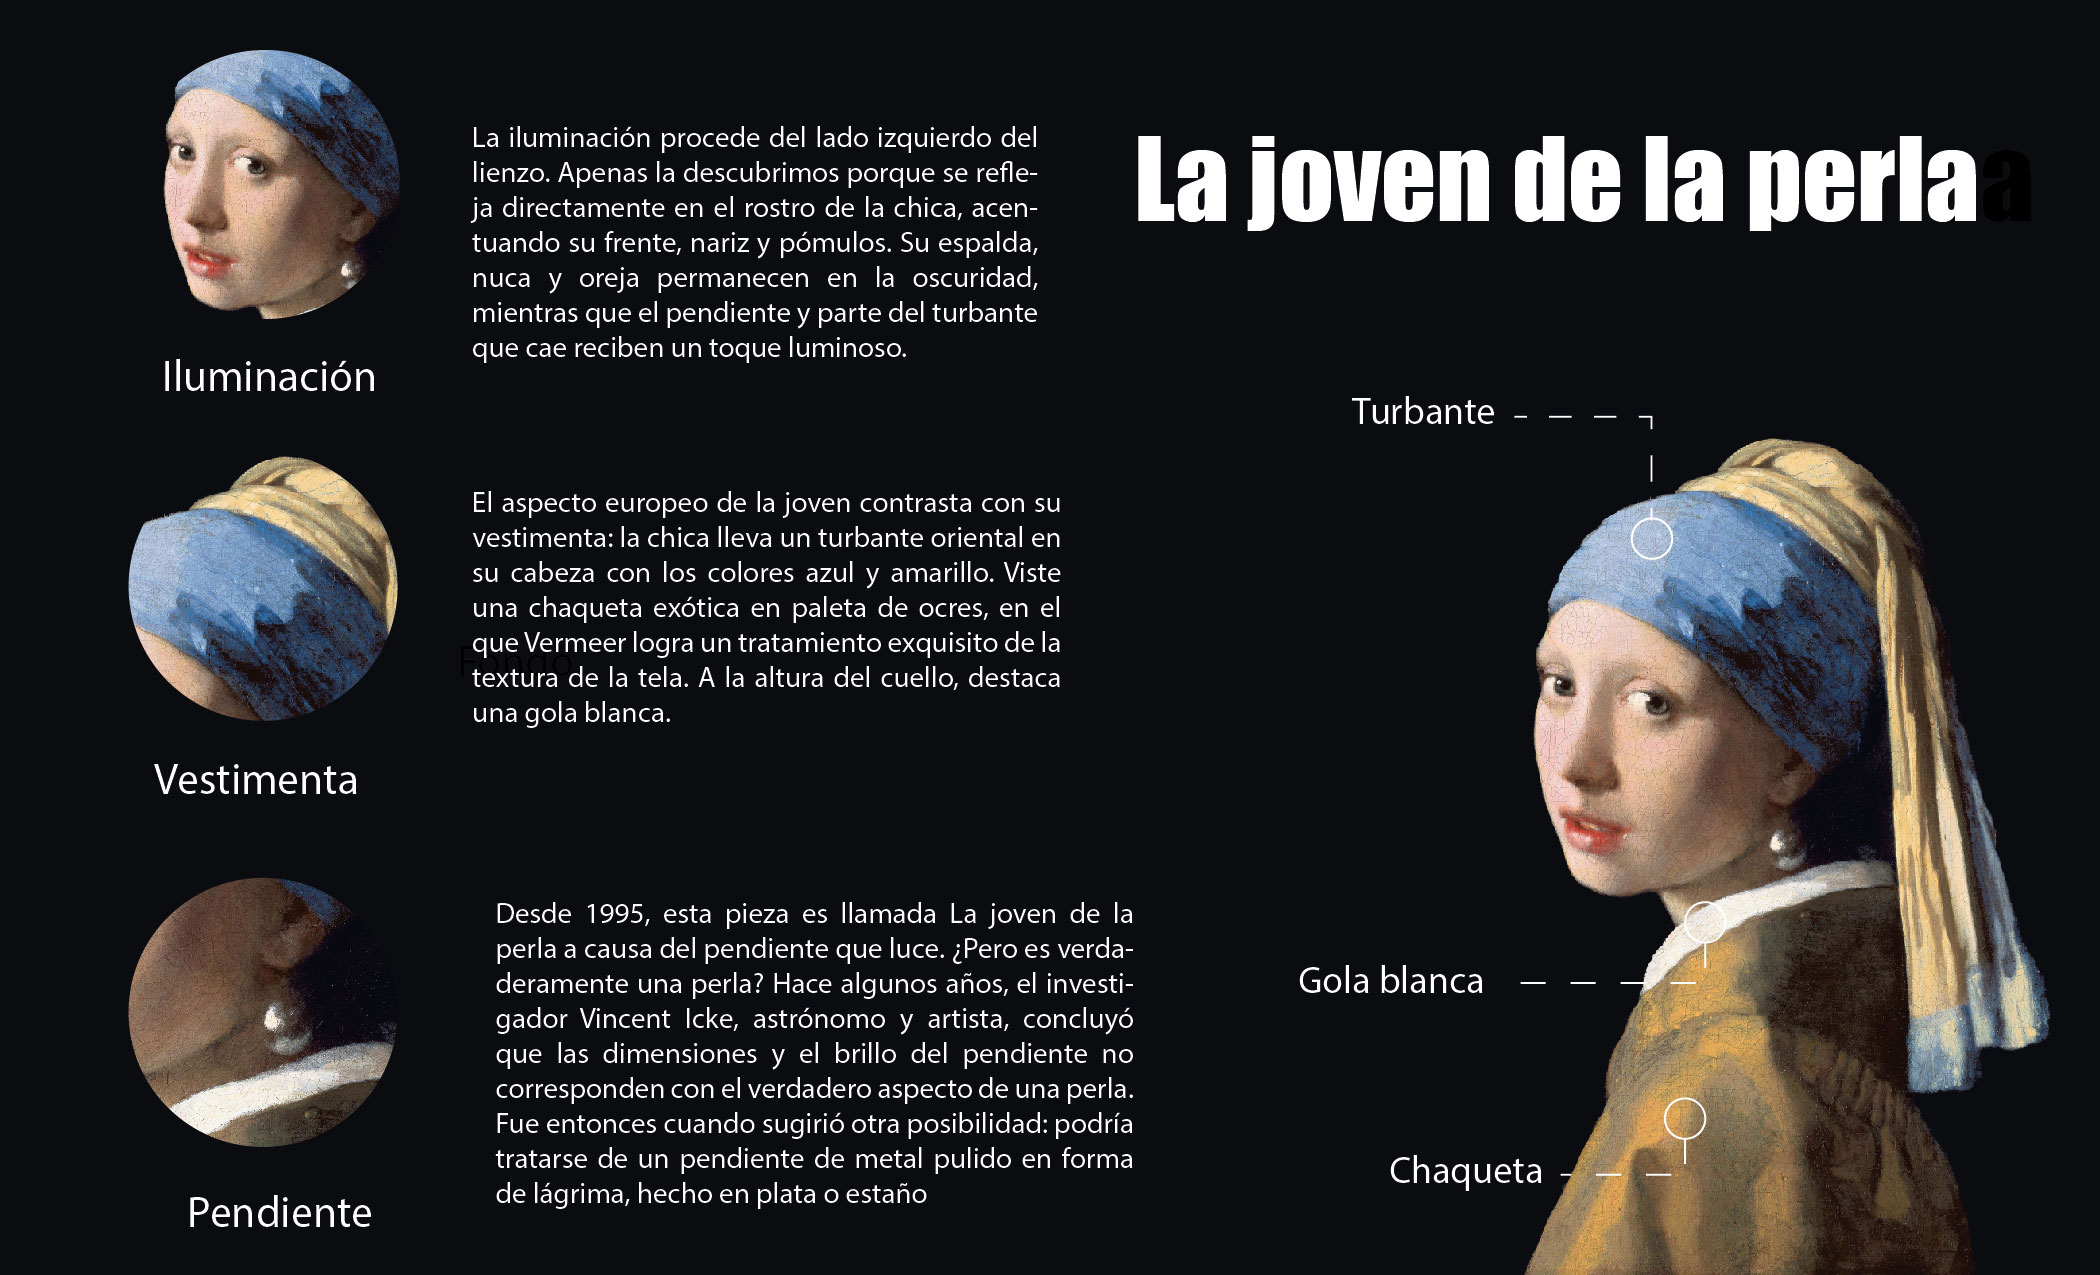 La joven de la perlaa
Iluminación
La iluminación procede del lado izquierdo del
lienzo. Apenas la descubrimos porque se refle-
ja directamente en el rostro de la chica, acen-
tuando su frente, nariz y pómulos. Su espalda,
nuca y oreja permanecen en la oscuridad,
mientras que el pendiente y parte del turbante
que cae reciben un toque luminoso.
Vestimenta
El aspecto europeo de la joven contrasta con su
vestimenta: la chica lleva un turbante oriental en
su cabeza con los colores azul y amarillo. Viste
una chaqueta exótica en paleta de ocres, en el
que Vermeer logra un tratamiento exquisito de la
textura de la tela. A la altura del cuello, destaca
una gola blanca.
Fondo
Pendiente
Desde 1995, esta pieza es llamada La joven de la
perla a causa del pendiente que luce. ¿Pero es verda-
deramente una perla? Hace algunos años, el investi-
gador Vincent Icke, astrónomo y artista, concluyó
que las dimensiones y el brillo del pendiente no
corresponden con el verdadero aspecto de una perla.
Fue entonces cuando sugirió otra posibilidad: podría
tratarse de un pendiente de metal pulido en forma
de lágrima, hecho en plata o estaño
Turbante
Gola blanca
Chaqueta